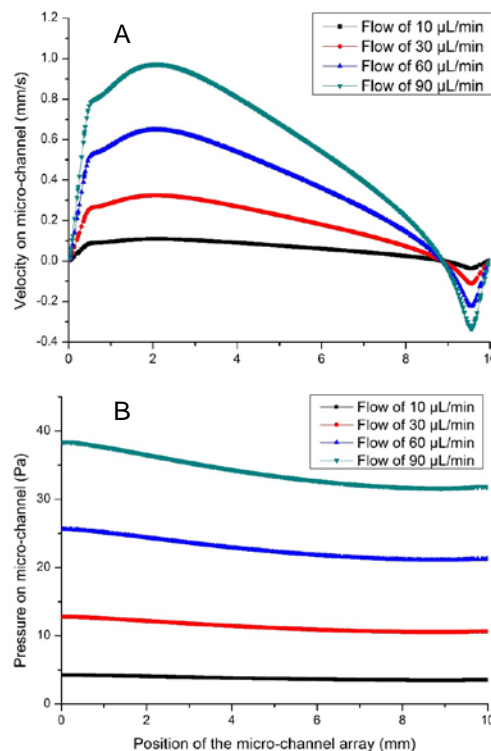 A
Flow of 10 µL/min
Flow of 30 µL/min
Flow of 60 µL/min
Flow of 90 µL/min
Velocity on micro-channel (mm/s)
1.2
1.0
0.8
0.6
0.4
0.2
0.0
-0.2
-0.4
0 2 4 6 8 10
B
Flow of 10 µL/min
Flow of 30 µL/min
Flow of 60 µL/min
Flow of 90 µL/min
Pressure on micro-channel (Pa)
40
30
20
10
0
0 2 4 6 8 10
Position of the micro-channel array (mm)